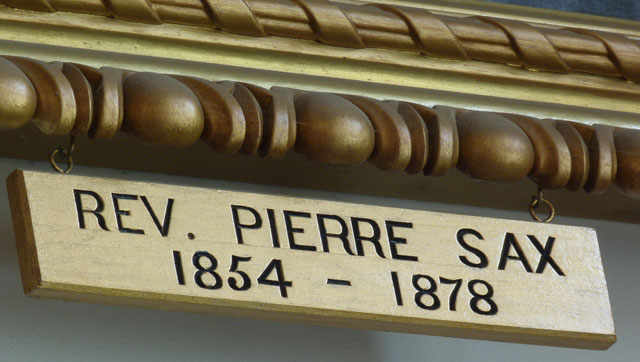 REV. PIERRE SAX
1854 - 1878